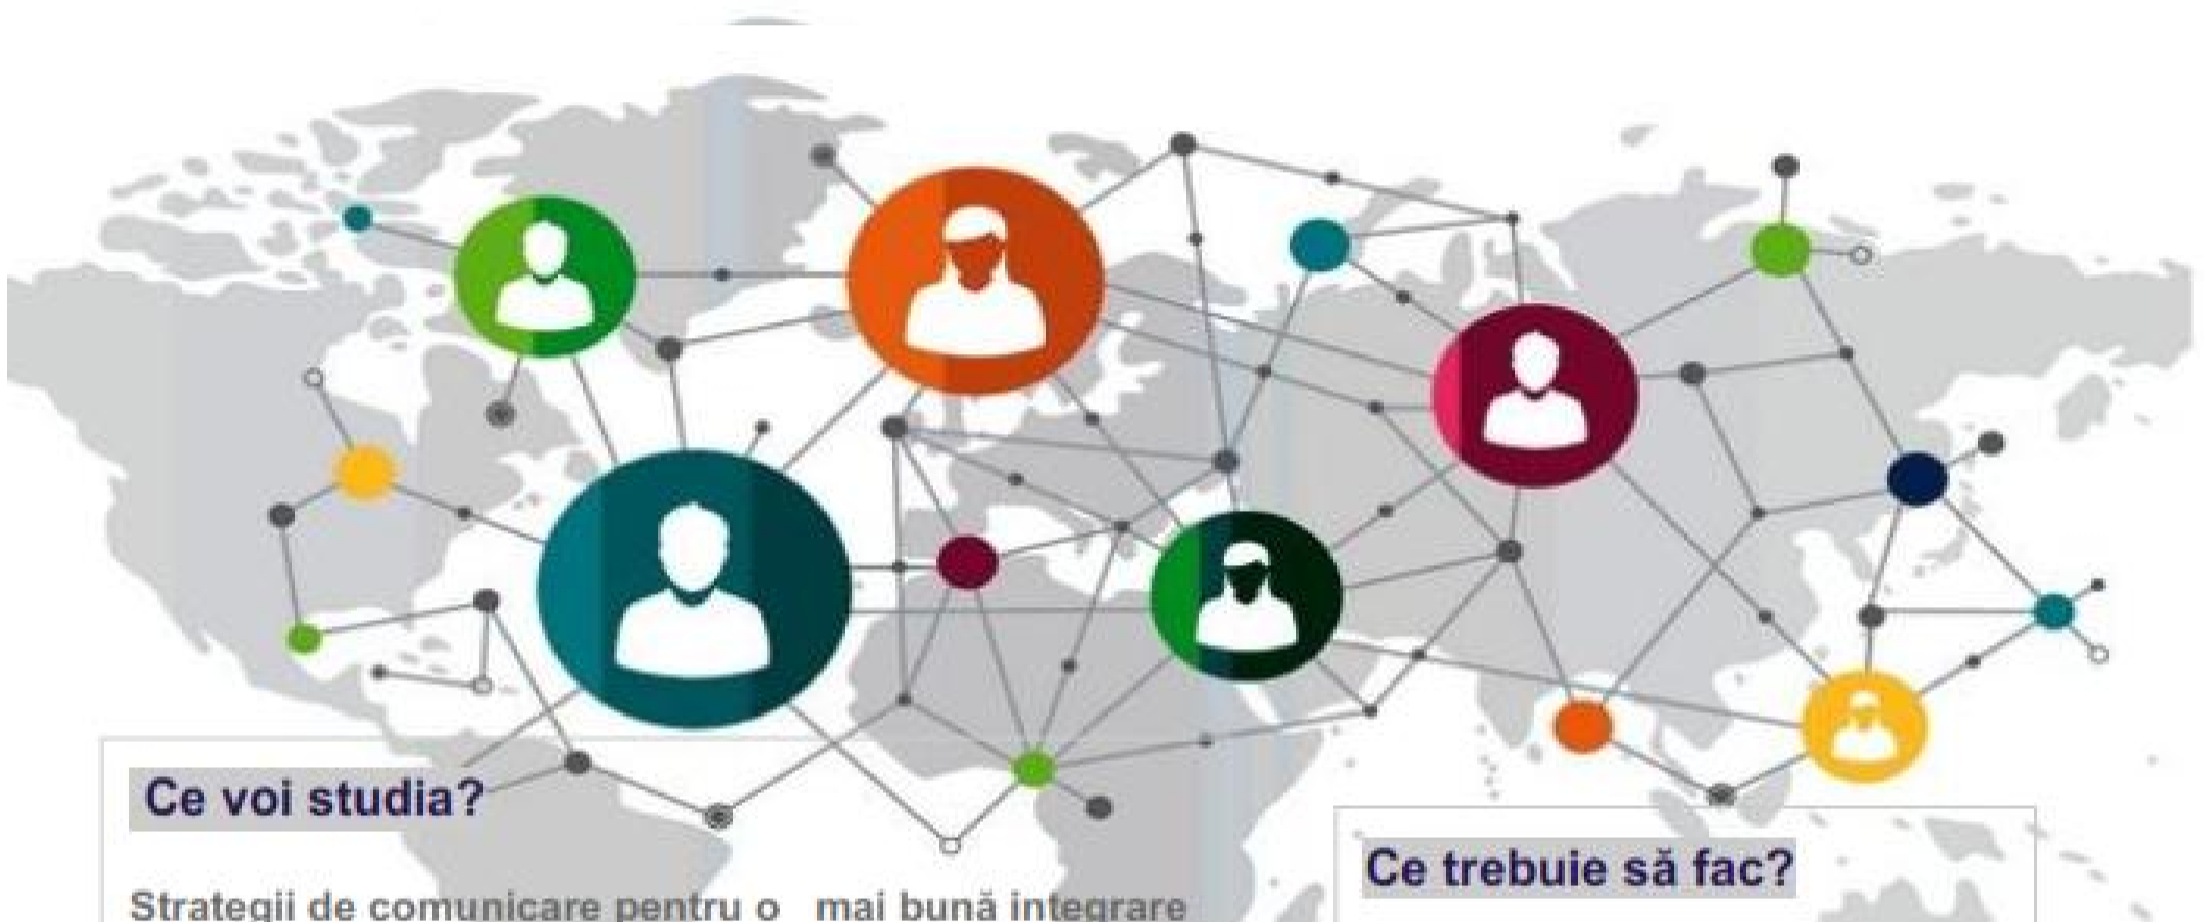 Ce voi studia?
Ce trebuie să fac?
Strategii de comunicare pentru o mai bună integrare